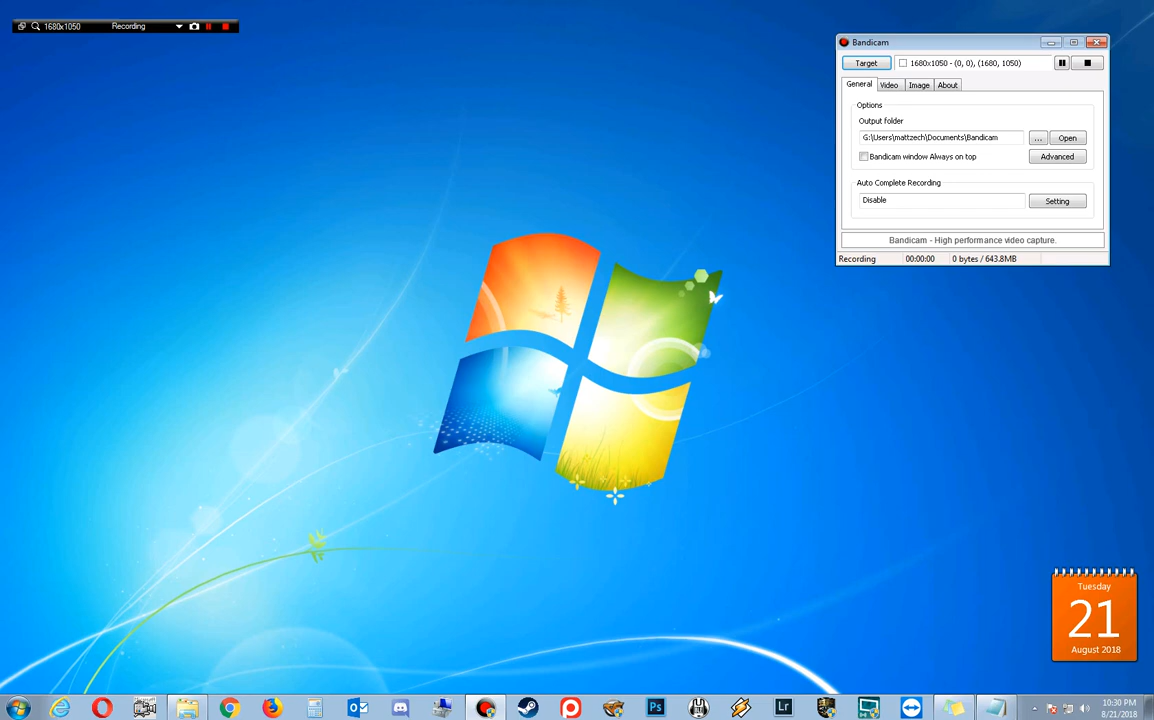 1680x1050 Recording
Bandicam
Target 1680x1050 - (0, 0), (1680, 1050)
General Video Image About
Options
Output folder
G:\Users\mattzech\Documents\Bandicam ... Open
Bandicam window Always on top Advanced
Auto Complete Recording
Disable Setting
Bandicam - High performance video capture.
Recording 00:00:00 0 bytes / 643.8MB
Tuesday
21
August 2018
Ps Lr
10:30 PM
8/21/2018